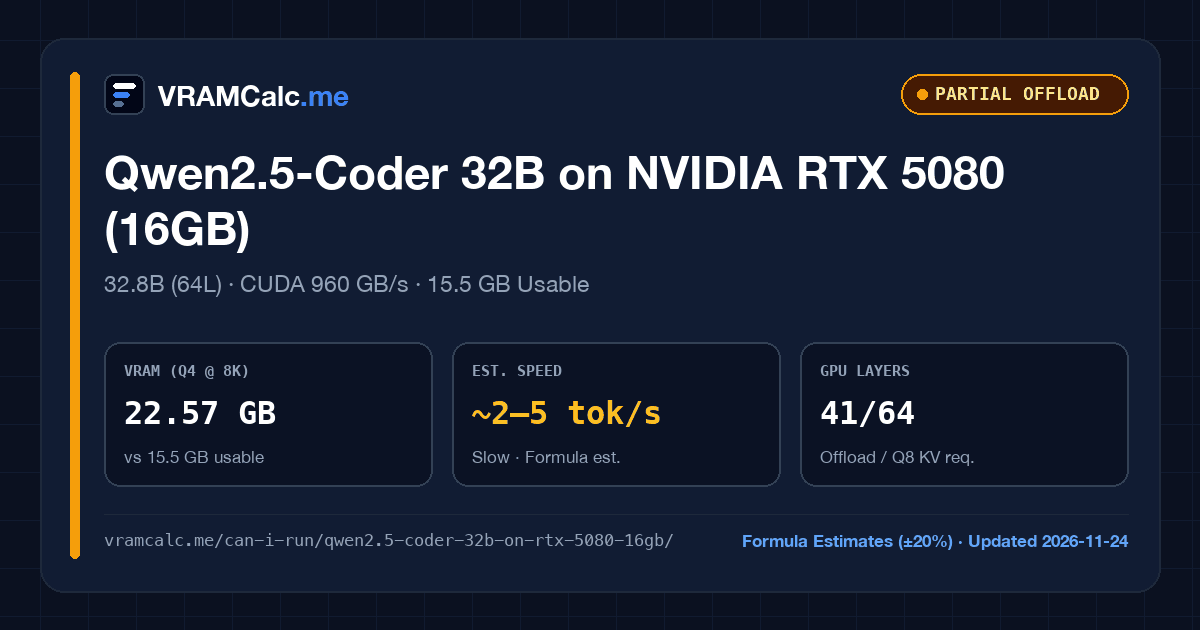 VRAMCalc.me
PARTIAL OFFLOAD
Qwen2.5-Coder 32B on NVIDIA RTX 5080
(16GB)
32.8B (64L) · CUDA 960 GB/s · 15.5 GB Usable
VRAM (Q4 @ 8K)
22.57 GB
vs 15.5 GB usable
EST. SPEED
~2–5 tok/s
Slow · Formula est.
GPU LAYERS
41/64
Offload / Q8 KV req.
vramcalc.me/can-i-run/qwen2.5-coder-32b-on-rtx-5080-16gb/
Formula Estimates (±20%) · Updated 2026-11-24